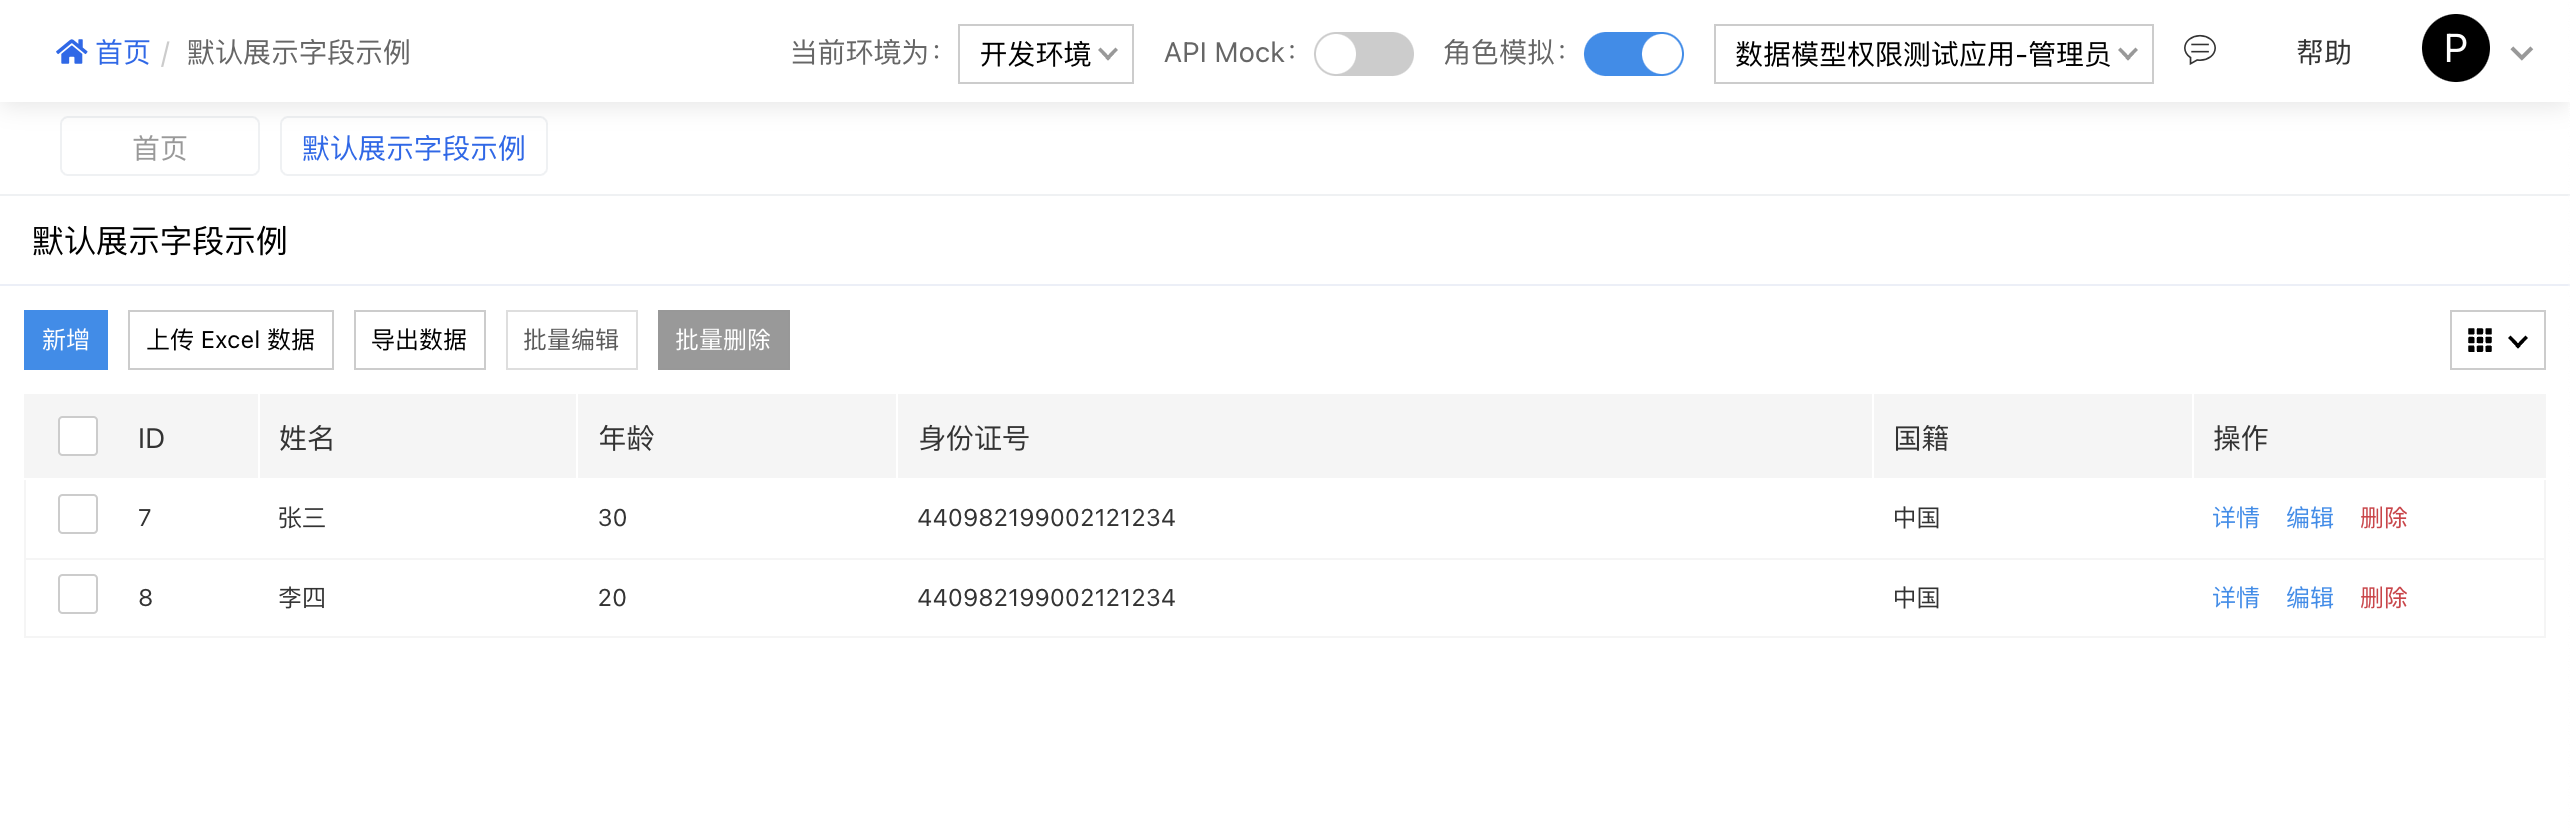 首页 / 默认展示字段示例 当前环境为： 开发环境 API Mock： 角色模拟： 数据模型权限测试应用-管理员 帮助 P
首页 默认展示字段示例
默认展示字段示例
新增 上传 Excel 数据 导出数据 批量编辑 批量删除
ID 姓名 年龄 身份证号 国籍 操作
7 张三 30 440982199002121234 中国 详情 编辑 删除
8 李四 20 440982199002121234 中国 详情 编辑 删除